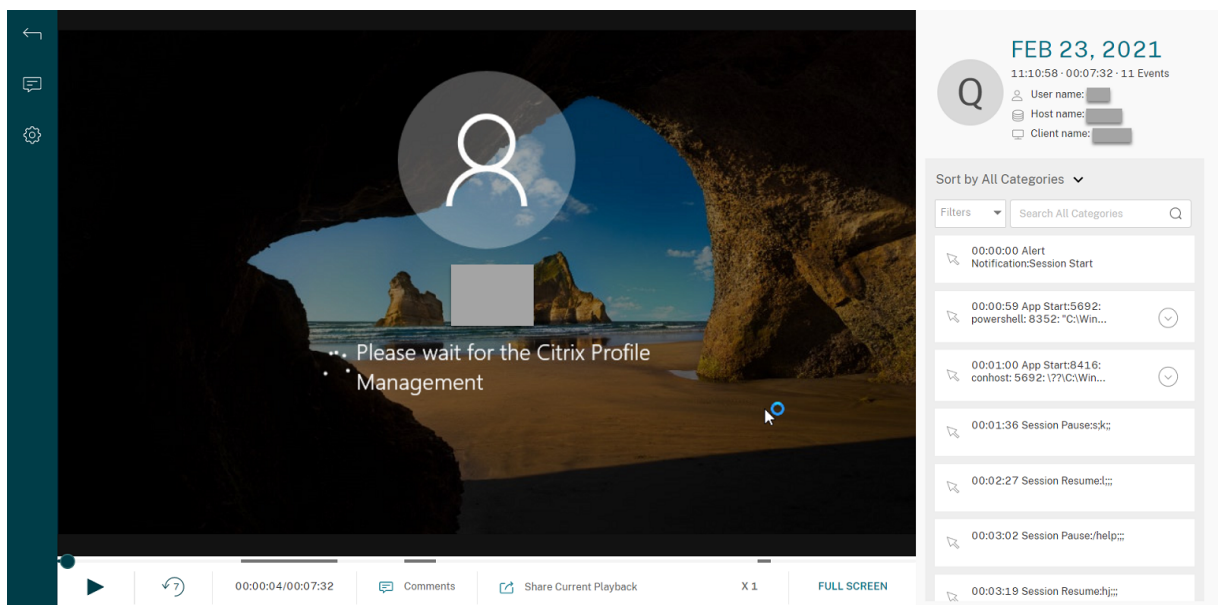 FEB 23, 2021
11:10:58 · 00:07:32 · 11 Events
Q
User name:
Host name:
Client name:
Sort by All Categories
Filters
Search All Categories
00:00:00 Alert
Notification:Session Start
00:00:59 App Start:5692:
powershell: 8352: "C:\Win...
00:01:00 App Start:8416:
conhost: 5692: \??\C:\Win...
00:01:36 Session Pause:s;k;;
00:02:27 Session Resume:l;;;
00:03:02 Session Pause:/help;;;
00:03:19 Session Resume:hj;;;
Please wait for the Citrix Profile
Management
7
00:00:04/00:07:32
Comments
Share Current Playback
X 1
FULL SCREEN